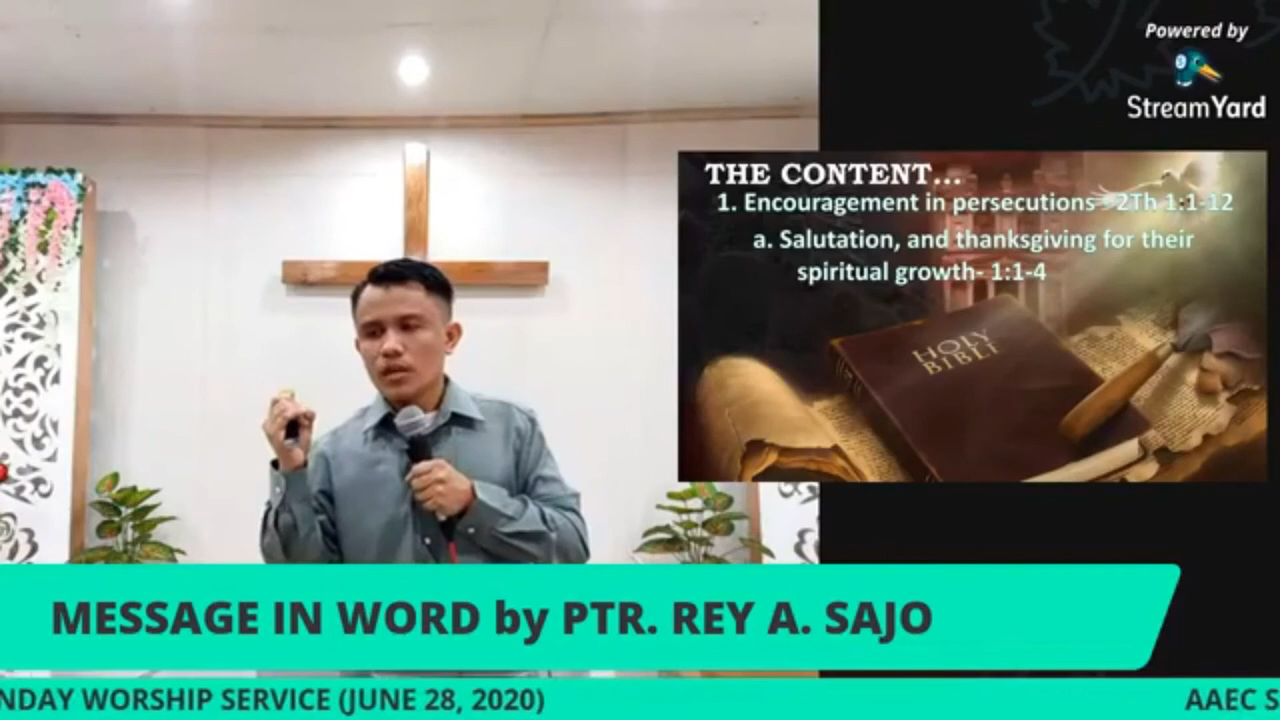 Powered by
StreamYard
THE CONTENT...
1. Encouragement in persecutions - 2Th 1:1-12
a. Salutation, and thanksgiving for their
spiritual growth- 1:1-4
HOLY
BIBLE
MESSAGE IN WORD by PTR. REY A. SAJO
NDAY WORSHIP SERVICE (JUNE 28, 2020)
AAEC S